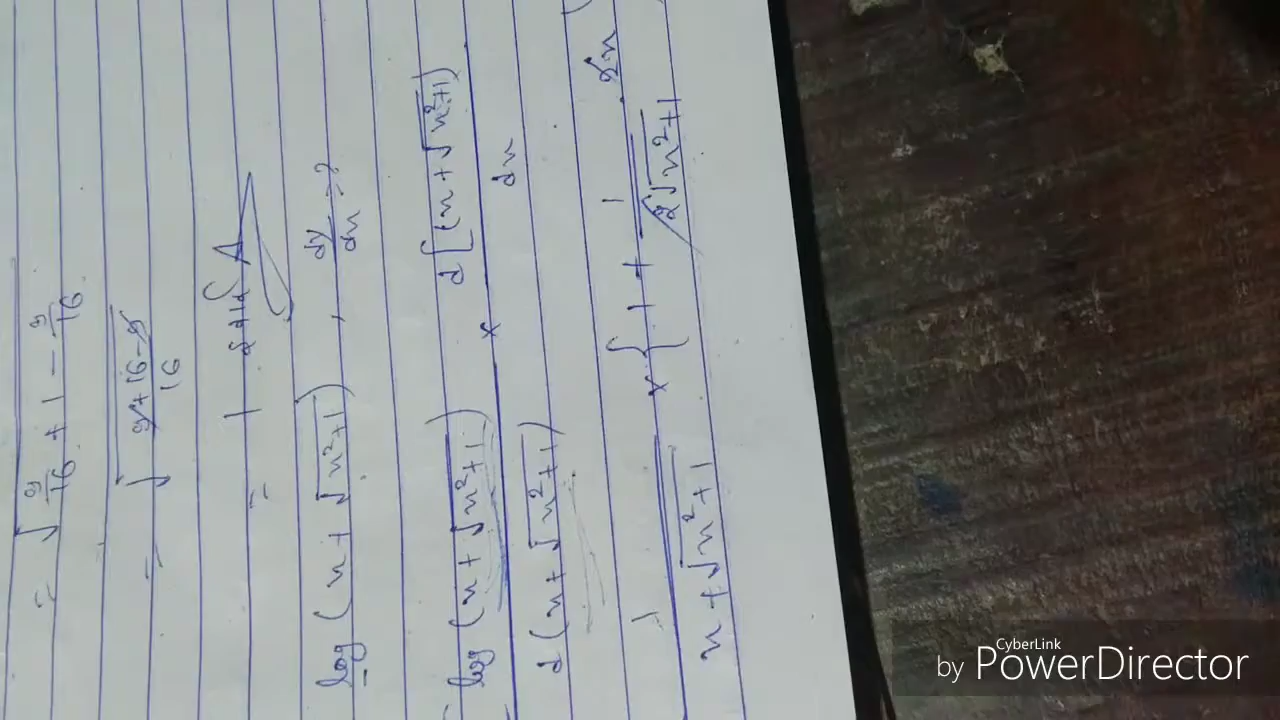 = √9/16 + 1 - 9/16
= √(9+16-9)/16
= 1
log (x + √x²+1) , dy/dx = ?
= log (x + √x²+1) / d (x + √x²+1) × d [(x + √x²+1) / dx
1 / x + √x²+1 × { 1 + 1 / 2√x²+1 . 2x
CyberLink
by PowerDirector